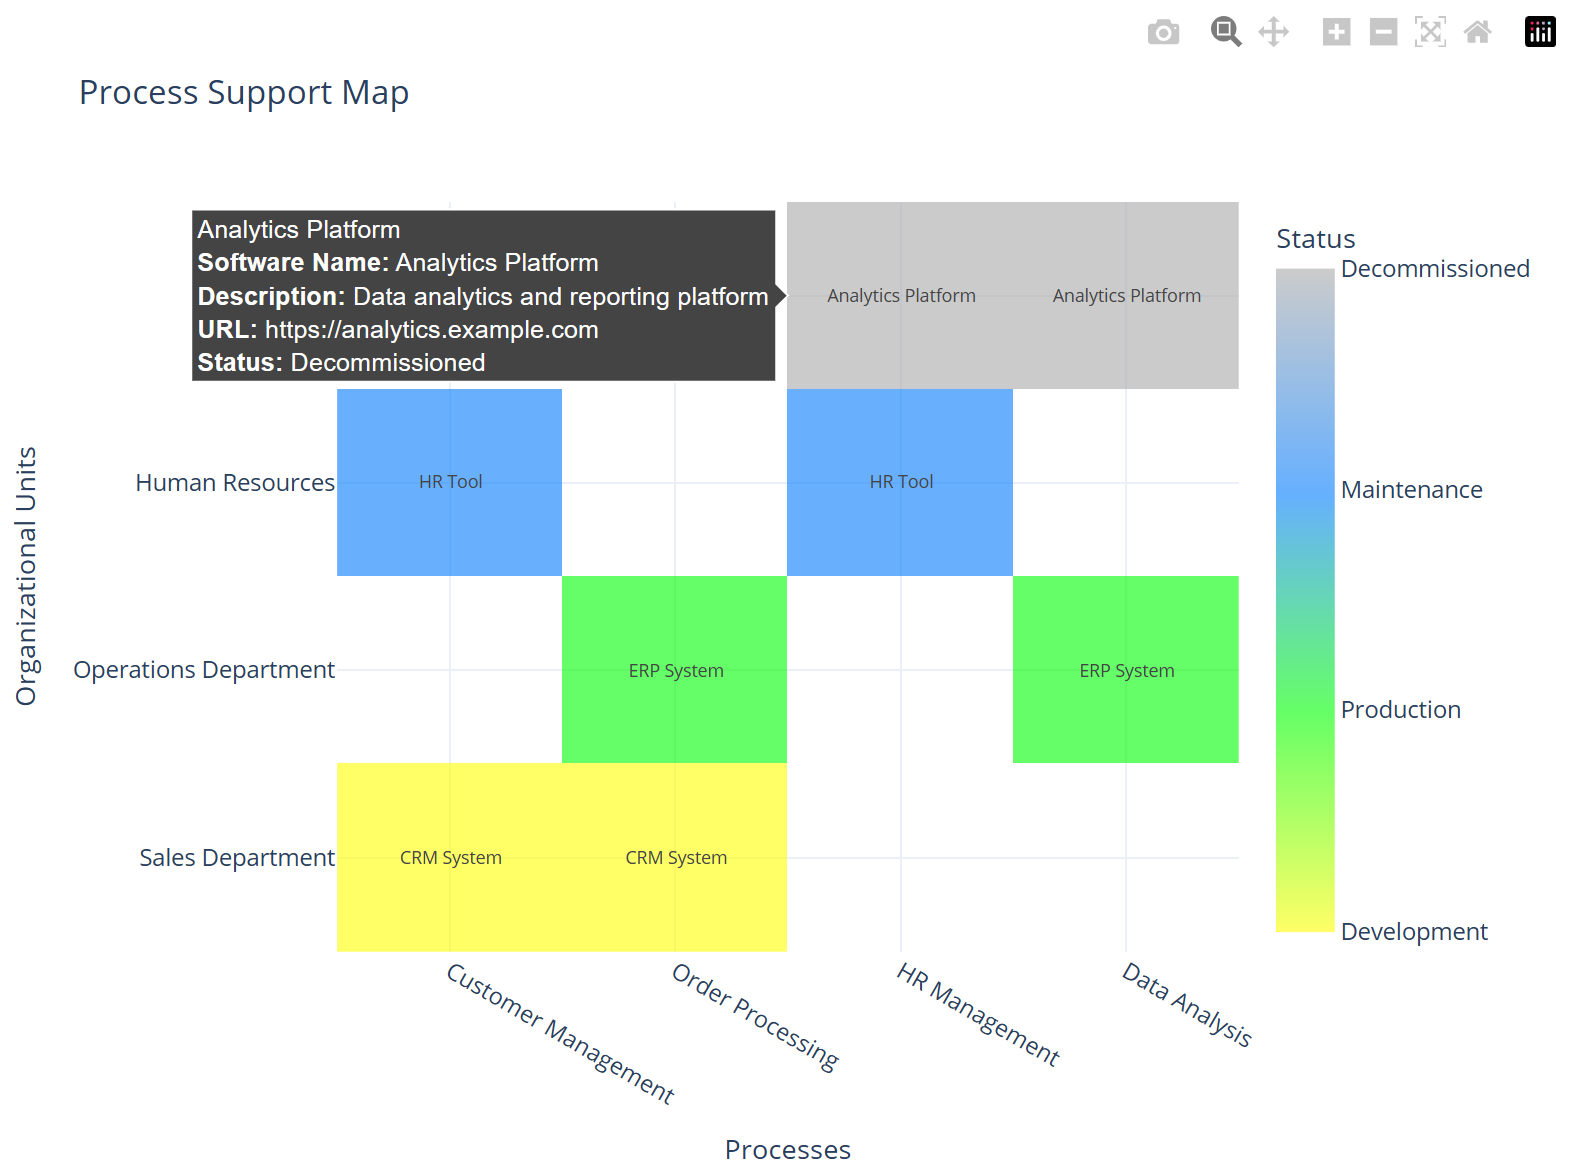 Process Support Map
Analytics Platform
Software Name: Analytics Platform
Description: Data analytics and reporting platform
URL: https://analytics.example.com
Status: Decommissioned
Analytics Platform
Analytics Platform
Status
Decommissioned
Maintenance
Production
Development
Organizational Units
Human Resources
HR Tool
HR Tool
Operations Department
ERP System
ERP System
Sales Department
CRM System
CRM System
Customer Management
Order Processing
HR Management
Data Analysis
Processes